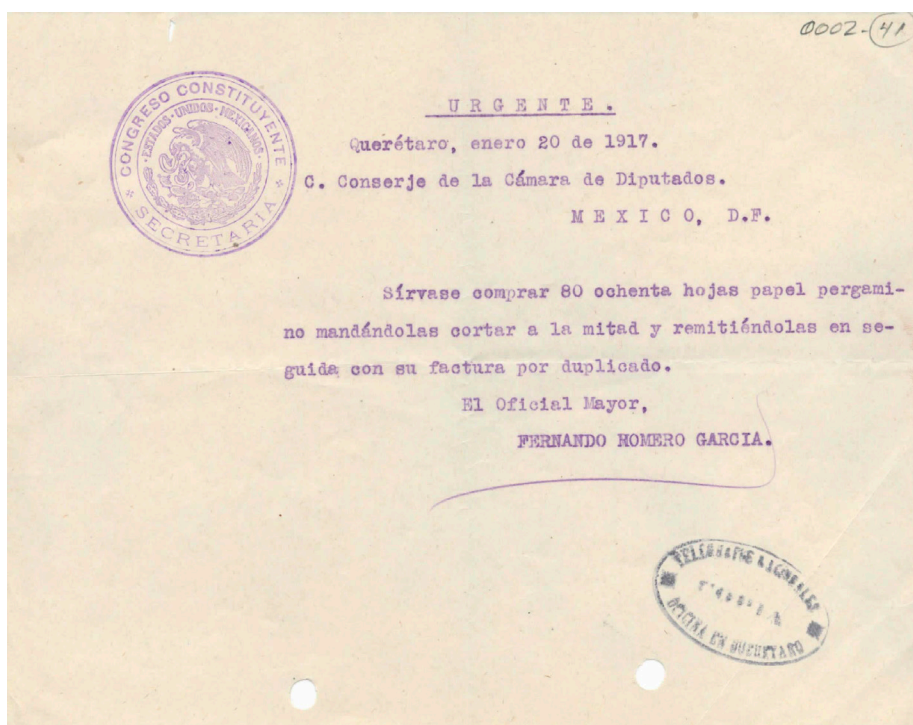 0002-41
URGENTE.
CONGRESO CONSTITUYENTE
ESTADOS·UNIDOS·MEXICANOS
SECRETARIA
Querétaro, enero 20 de 1917.
C. Conserje de la Cámara de Diputados.
MEXICO, D.F.
Sírvase comprar 80 ochenta hojas papel pergami-
no mandándolas cortar a la mitad y remitiéndolas en se-
guida con su factura por duplicado.
El Oficial Mayor,
FERNANDO ROMERO GARCIA.
TELEGRAFOS NACIONALES
OFICINA EN QUERETARO